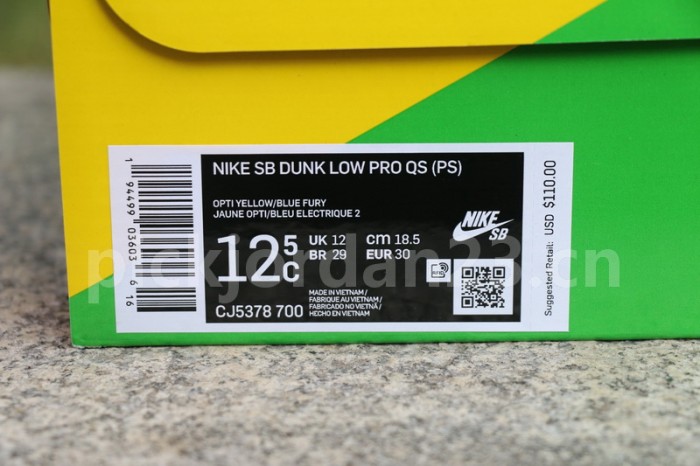 NIKE SB DUNK LOW PRO QS (PS)
OPTI YELLOW/BLUE FURY
JAUNE OPTI/BLEU ELECTRIQUE 2
12 5 C
UK 12 cm 18.5
BR 29 EUR 30
MADE IN VIETNAM /
FABRIQUE AU VIETNAM /
FABRICADO NO VIETNÃ /
HECHO EN VIETNAM
CJ5378 700
NIKE
SB
1 94499 03603 6 16
Suggested Retail: USD $110.00
pickjordan23.cn